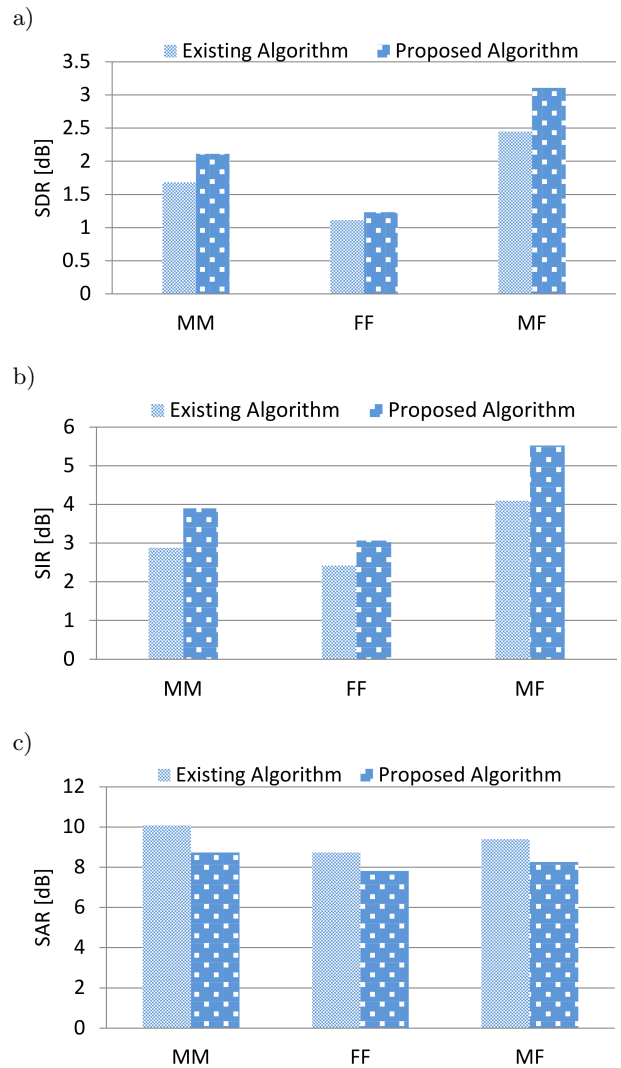 a)
Existing Algorithm Proposed Algorithm
3.5
3
2.5
2
1.5
1
0.5
0
SDR [dB]
MM FF MF
b)
Existing Algorithm Proposed Algorithm
6
5
4
3
2
1
0
SIR [dB]
MM FF MF
c)
Existing Algorithm Proposed Algorithm
12
10
8
6
4
2
0
SAR [dB]
MM FF MF